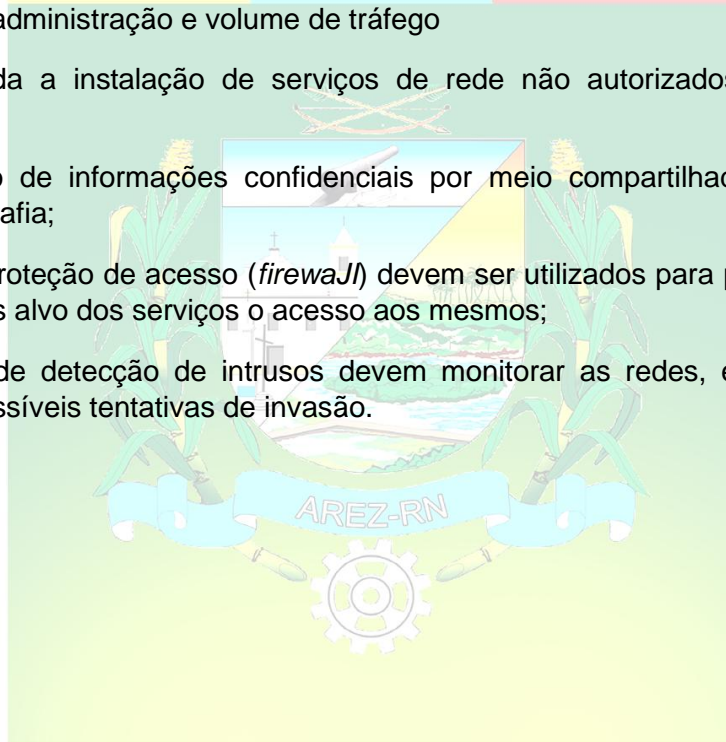 administração e volume de tráfego
da a instalação de serviços de rede não autorizados
o de informações confidenciais por meio compartilhad
afia;
roteção de acesso (firewaJI) devem ser utilizados para p
s alvo dos serviços o acesso aos mesmos;
de detecção de intrusos devem monitorar as redes, e
ssíveis tentativas de invasão.
AREZ-RN